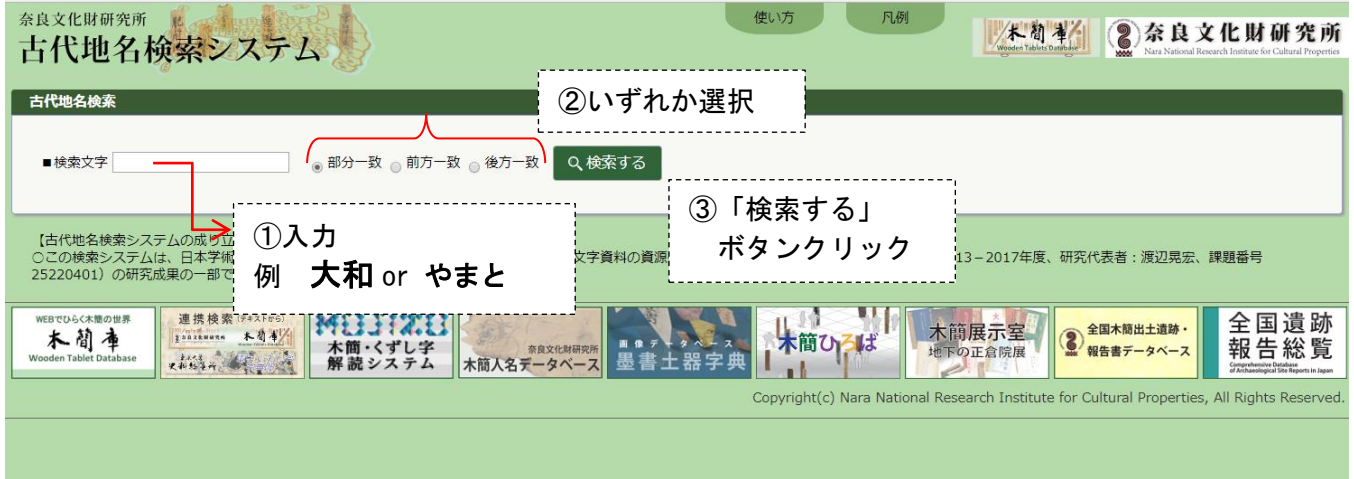 奈良文化財研究所
古代地名検索システム
使い方
凡例
木簡庫
Wooden Tablets Database
奈良文化財研究所
Nara National Research Institute for Cultural Properties
古代地名検索
②いずれか選択
■検索文字
部分一致 前方一致 後方一致
検索する
①入力
例 大和 or やまと
③「検索する」
ボタンクリック
【古代地名検索システムの成り立
○この検索システムは、日本学術
文字資料の資源
13-2017年度、研究代表者：渡辺晃宏、課題番号
25220401）の研究成果の一部で
WEBでひらく木簡の世界
木簡庫
Wooden Tablet Database
連携検索(テキストから)
木簡庫
MOJIZO
木簡・くずし字
解読システム
奈良文化財研究所
木簡人名データベース
画像データベース
墨書土器字典
木簡ひろば
木簡展示室
地下の正倉院展
全国木簡出土遺跡・
報告書データベース
全国遺跡
報告総覧
Comprehensive Database
of Archaeological Site Reports in Japan
Copyright(c) Nara National Research Institute for Cultural Properties, All Rights Reserved.